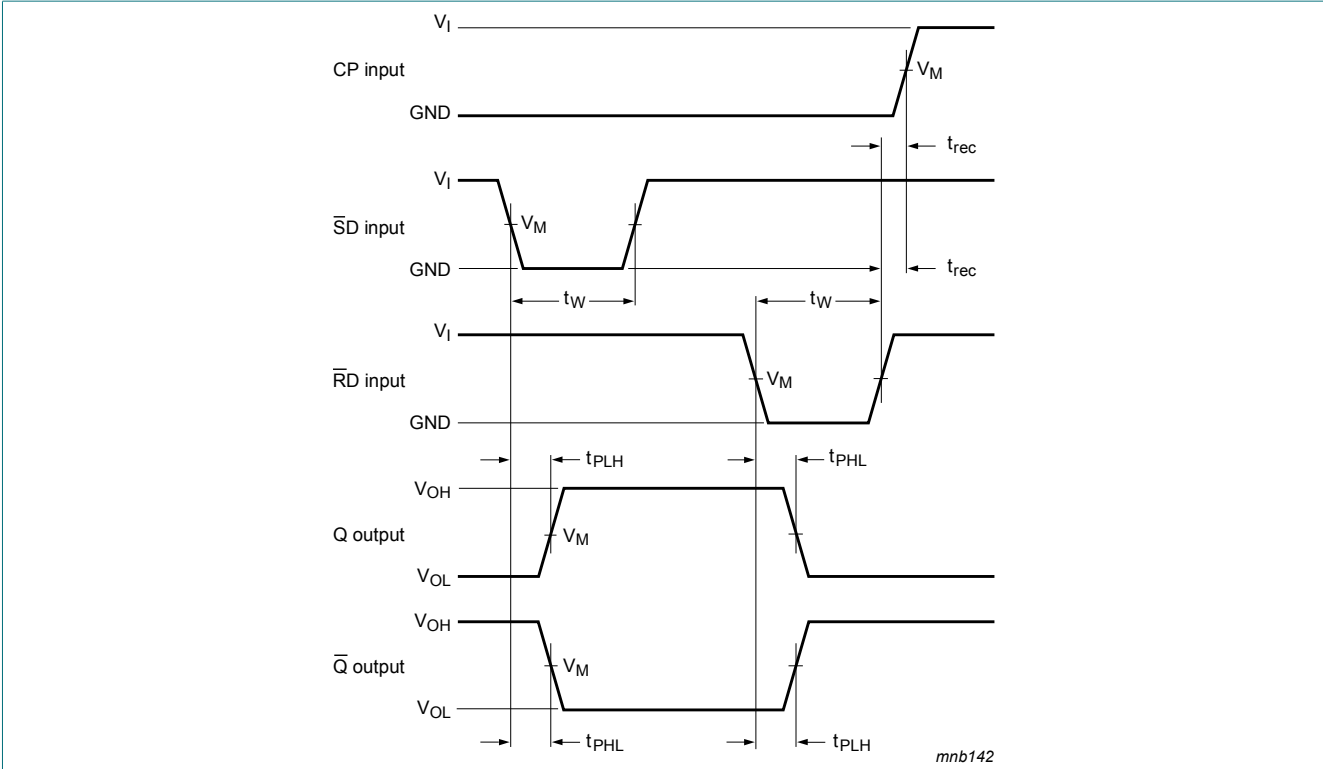 V_I
CP input
V_M
GND
t_rec
V_I
S̅D input
V_M
GND
t_rec
t_W
t_W
V_I
R̅D input
V_M
GND
t_PLH
t_PHL
V_OH
Q output
V_M
V_OL
V_OH
Q̅ output
V_M
V_OL
t_PHL
t_PLH
mnb142